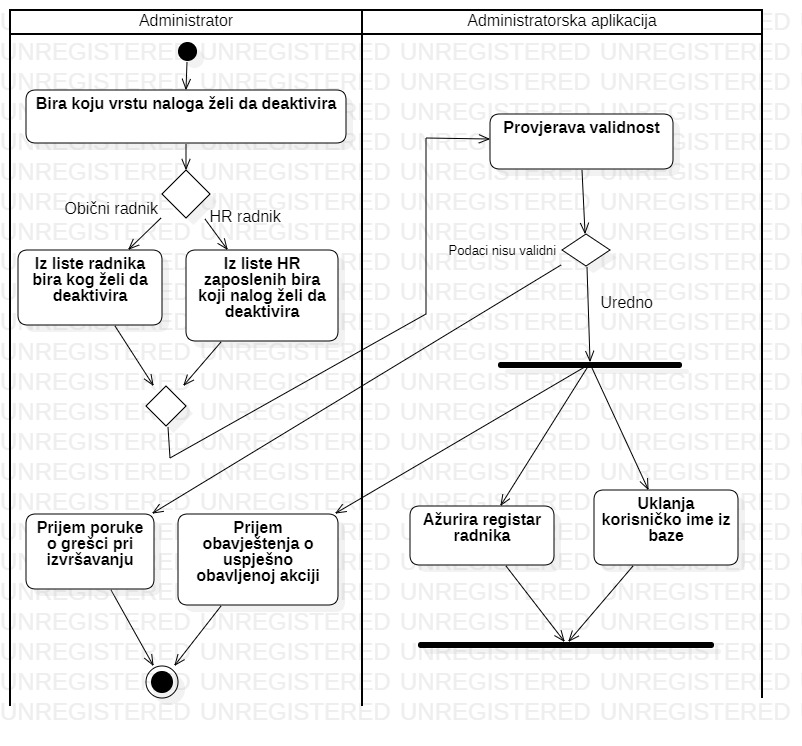 Administrator
Administratorska aplikacija
Bira koju vrstu naloga želi da deaktivira
Provjerava validnost
Obični radnik
HR radnik
Podaci nisu validni
Iz liste radnika
bira kog želi da
deaktivira
Iz liste HR
zaposlenih bira
koji nalog želi da
deaktivira
Uredno
Prijem poruke
o grešci pri
izvršavanju
Prijem
obavještenja o
uspješno
obavljenoj akciji
Ažurira registar
radnika
Uklanja
korisničko ime iz
baze
UNREGISTERED